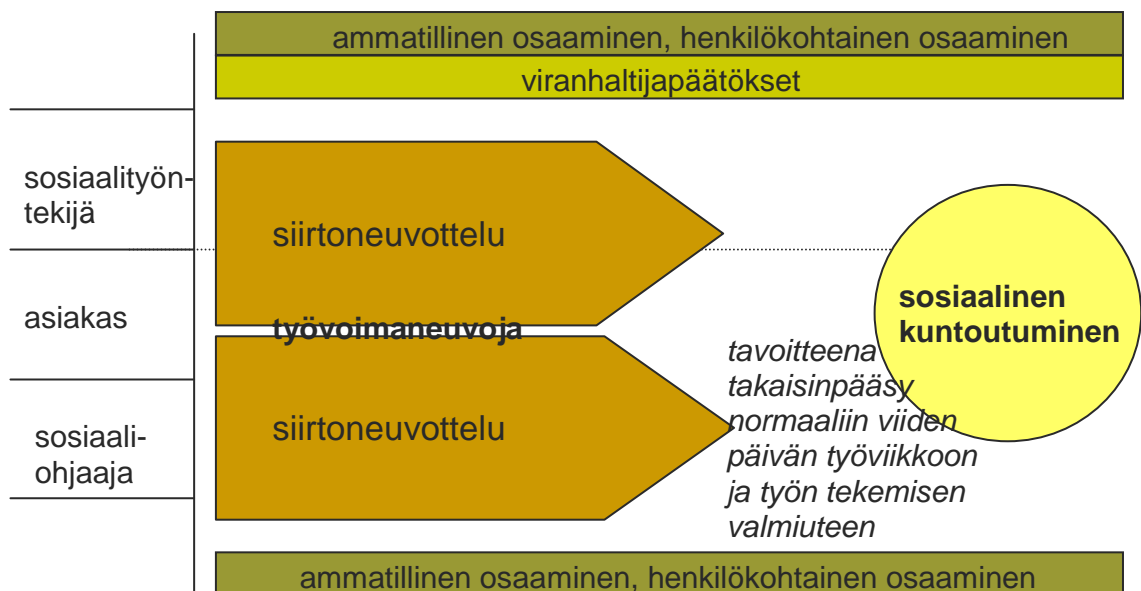 ammatillinen osaaminen, henkilökohtainen osaaminen
viranhaltijapäätökset
sosiaalityön-
tekijä
siirtoneuvottelu
asiakas
työvoimaneuvoja
sosiaalinen
kuntoutuminen
sosiaali-
ohjaaja
siirtoneuvottelu
tavoitteena
takaisinpääsy
normaaliin viiden
päivän työviikkoon
ja työn tekemisen
valmiuteen
ammatillinen osaaminen, henkilökohtainen osaaminen